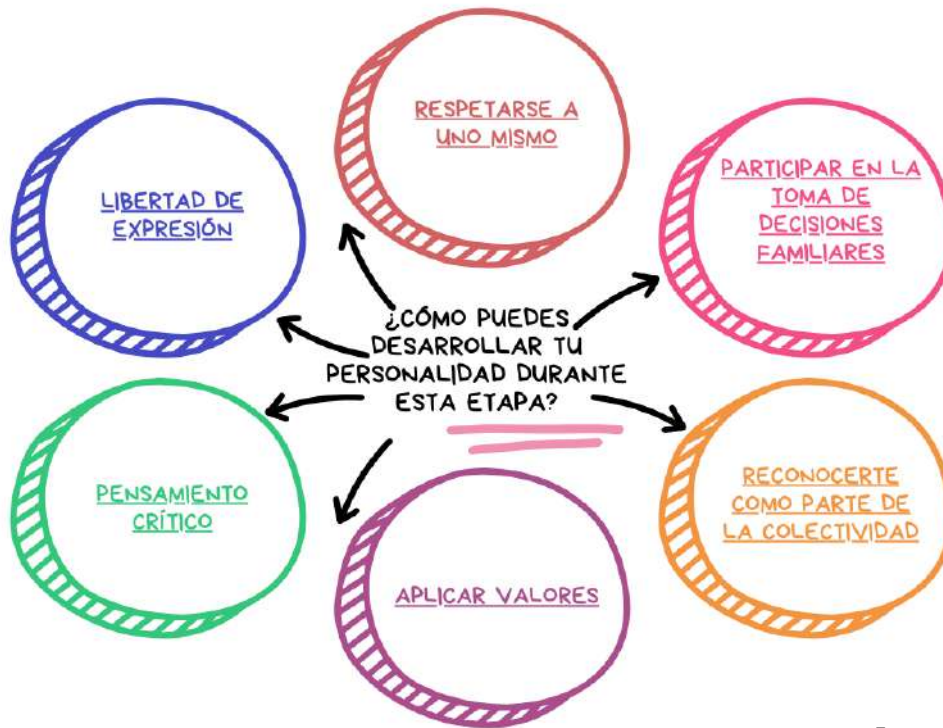 RESPETARSE A
UNO MISMO
LIBERTAD DE
EXPRESIÓN
PARTICIPAR EN LA
TOMA DE
DECISIONES
FAMILIARES
¿CÓMO PUEDES
DESARROLLAR TU
PERSONALIDAD DURANTE
ESTA ETAPA?
PENSAMIENTO
CRÍTICO
RECONOCERTE
COMO PARTE DE
LA COLECTIVIDAD
APLICAR VALORES